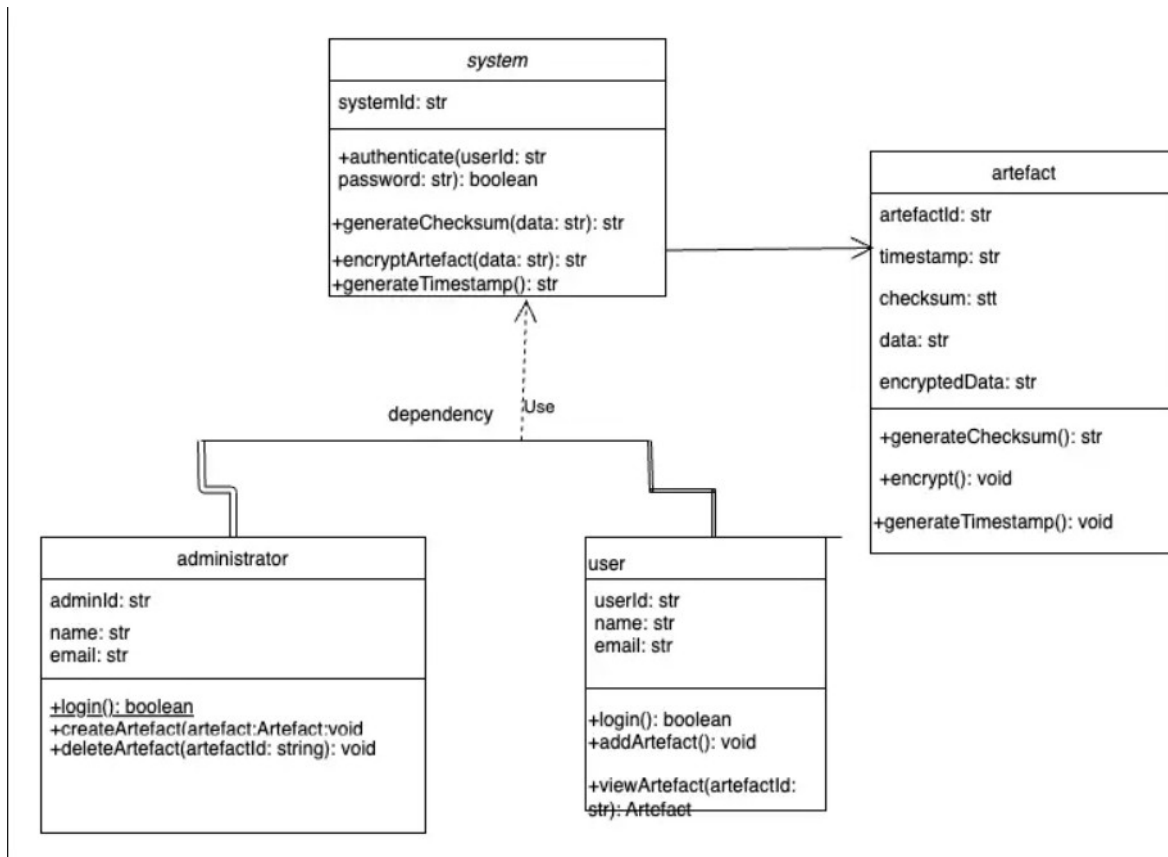 system
systemId: str
+authenticate(userId: str
password: str): boolean
+generateChecksum(data: str): str
+encryptArtefact(data: str): str
+generateTimestamp(): str
artefact
artefactId: str
timestamp: str
checksum: stt
data: str
encryptedData: str
+generateChecksum(): str
+encrypt(): void
+generateTimestamp(): void
dependency
Use
administrator
adminId: str
name: str
email: str
+login(): boolean
+createArtefact(artefact:Artefact:void
+deleteArtefact(artefactId: string): void
user
userId: str
name: str
email: str
+login(): boolean
+addArtefact(): void
+viewArtefact(artefactId:
str): Artefact